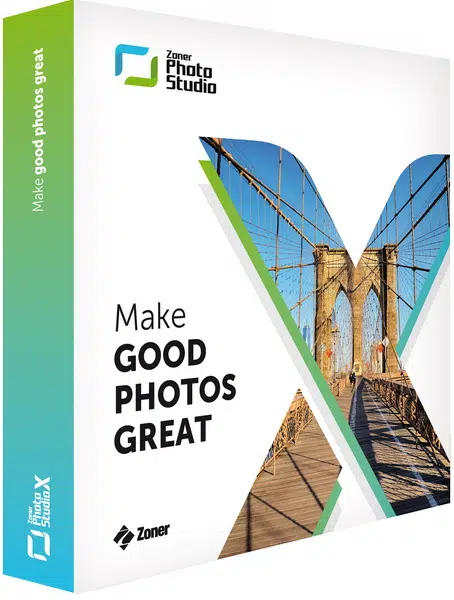 Make good photos great
Zoner
Photo
Studio X
Zoner
Photo
Studio
Make
GOOD
PHOTOS
GREAT
Zoner